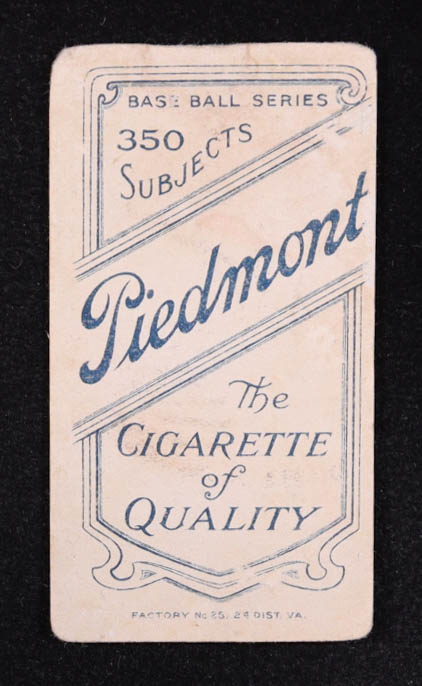 BASE BALL SERIES
350
SUBJECTS
Piedmont
The
CIGARETTE
of
QUALITY
FACTORY No 25, 2d DIST. VA.